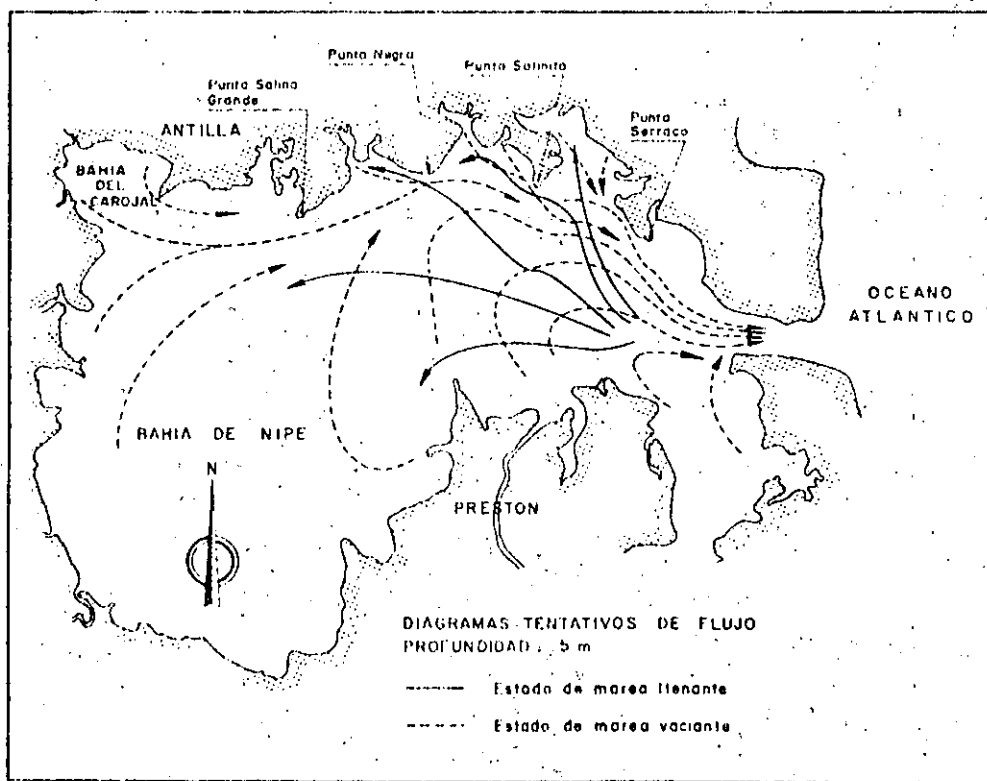 Punta Negra
Punta Salinita
Punta Salina
Grande
Punta
Serraco
ANTILLA
BAHIA
DEL
CAROJAL
OCEANO
ATLANTICO
BAHIA DE NIPE
N
PRESTON
DIAGRAMAS TENTATIVOS DE FLUJO
PROFUNDIDAD: 5 m
Estado de marea llenante
Estado de marea vaciante